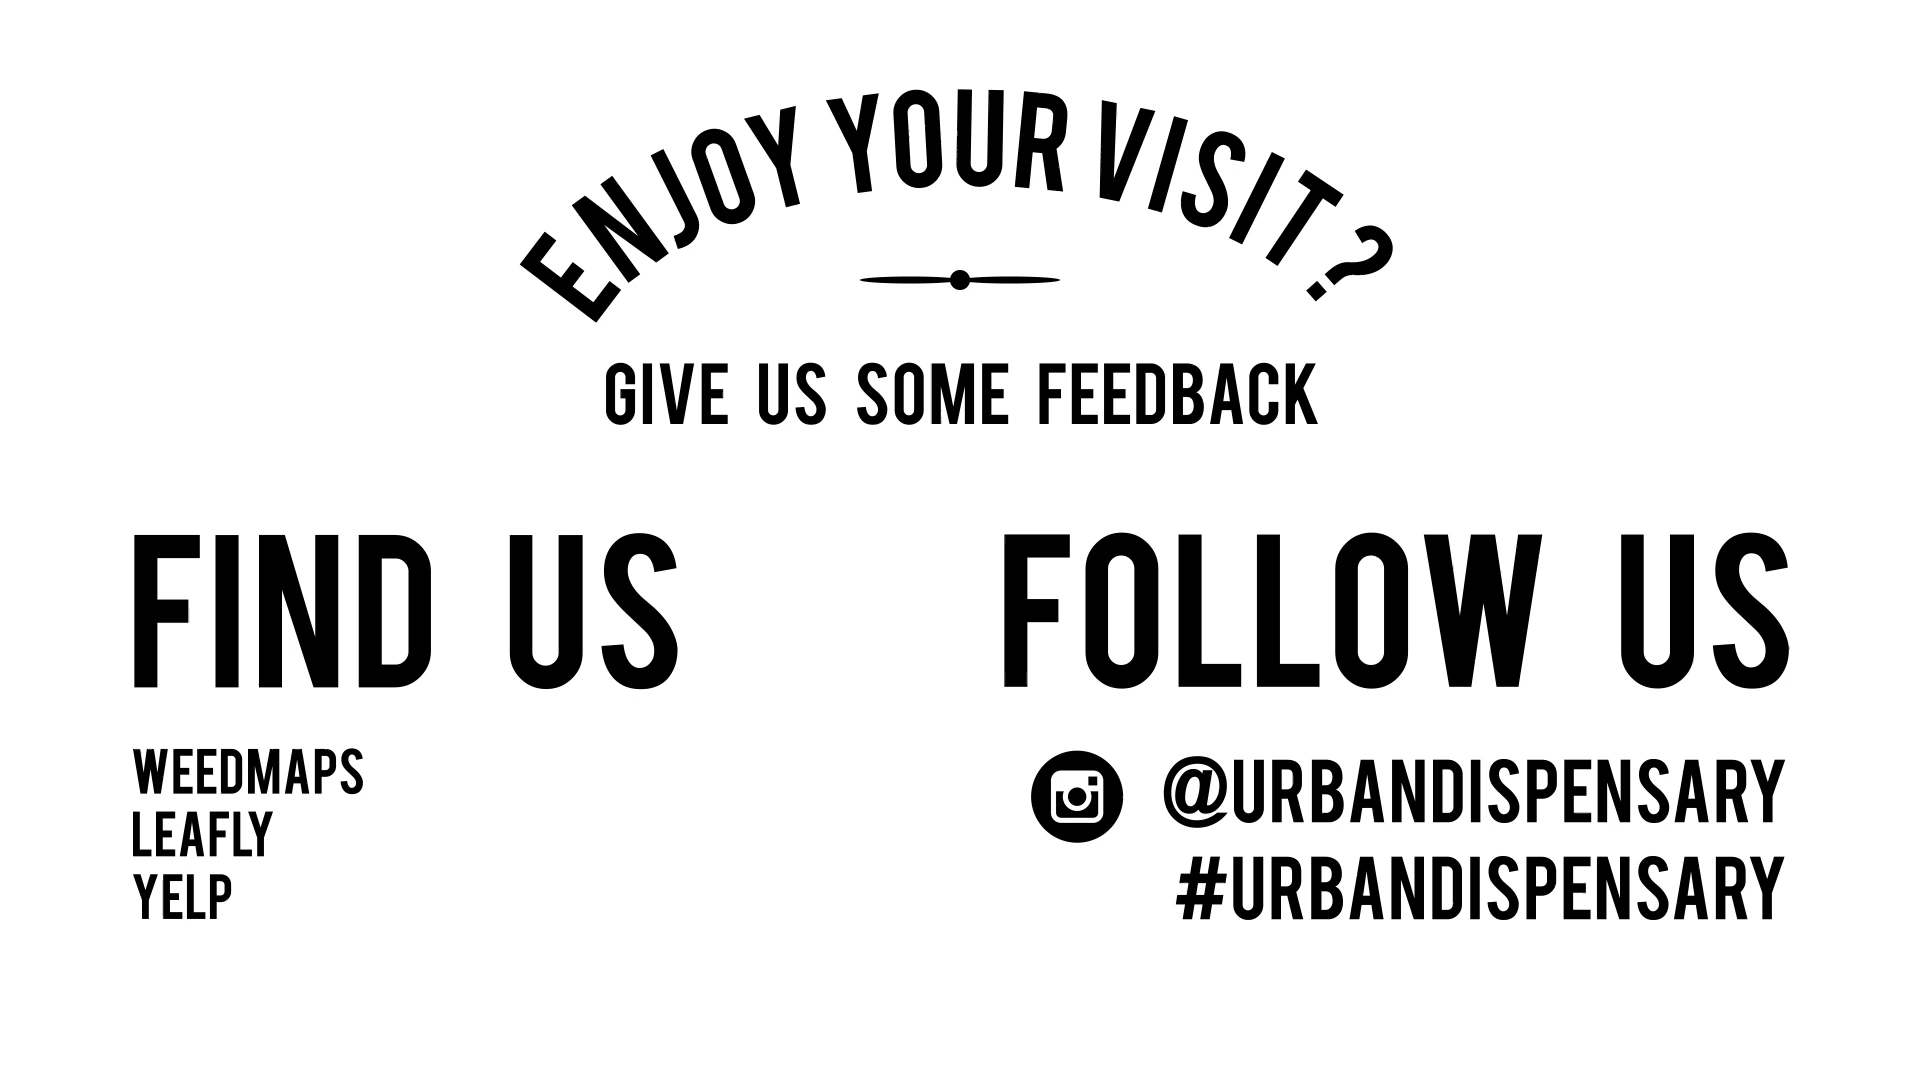 ENJOY YOUR VISIT?
GIVE US SOME FEEDBACK
FIND US
WEEDMAPS
LEAFLY
YELP
FOLLOW US
@URBANDISPENSARY
#URBANDISPENSARY